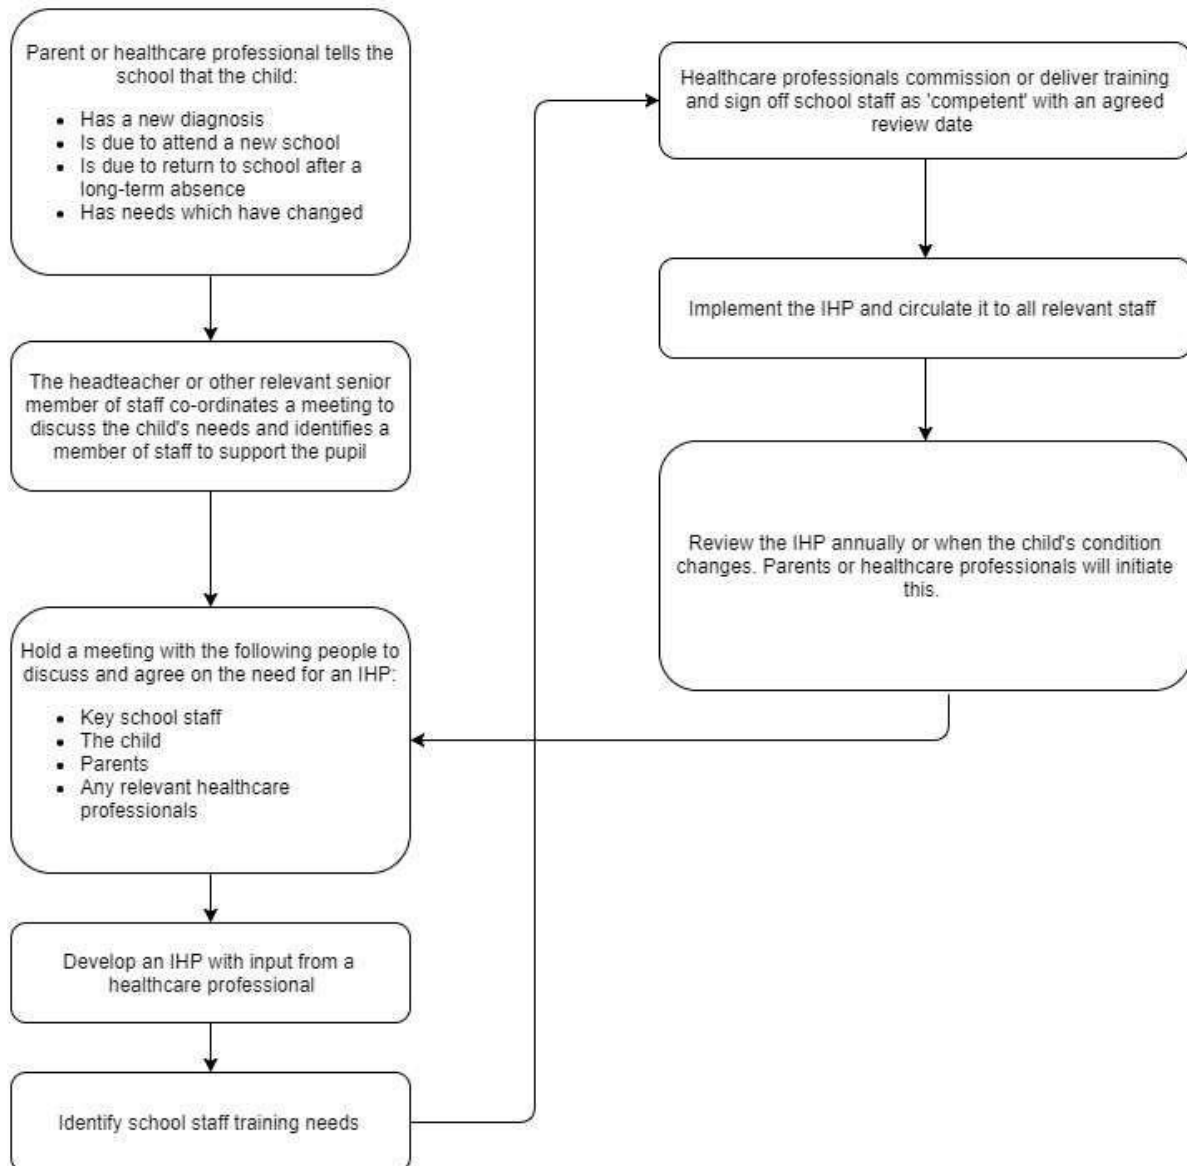 Parent or healthcare professional tells the
school that the child:
• Has a new diagnosis
• Is due to attend a new school
• Is due to return to school after a
long-term absence
• Has needs which have changed
The headteacher or other relevant senior
member of staff co-ordinates a meeting to
discuss the child's needs and identifies a
member of staff to support the pupil
Hold a meeting with the following people to
discuss and agree on the need for an IHP:
• Key school staff
• The child
• Parents
• Any relevant healthcare
professionals
Develop an IHP with input from a
healthcare professional
Identify school staff training needs
Healthcare professionals commission or deliver training
and sign off school staff as 'competent' with an agreed
review date
Implement the IHP and circulate it to all relevant staff
Review the IHP annually or when the child's condition
changes. Parents or healthcare professionals will initiate
this.